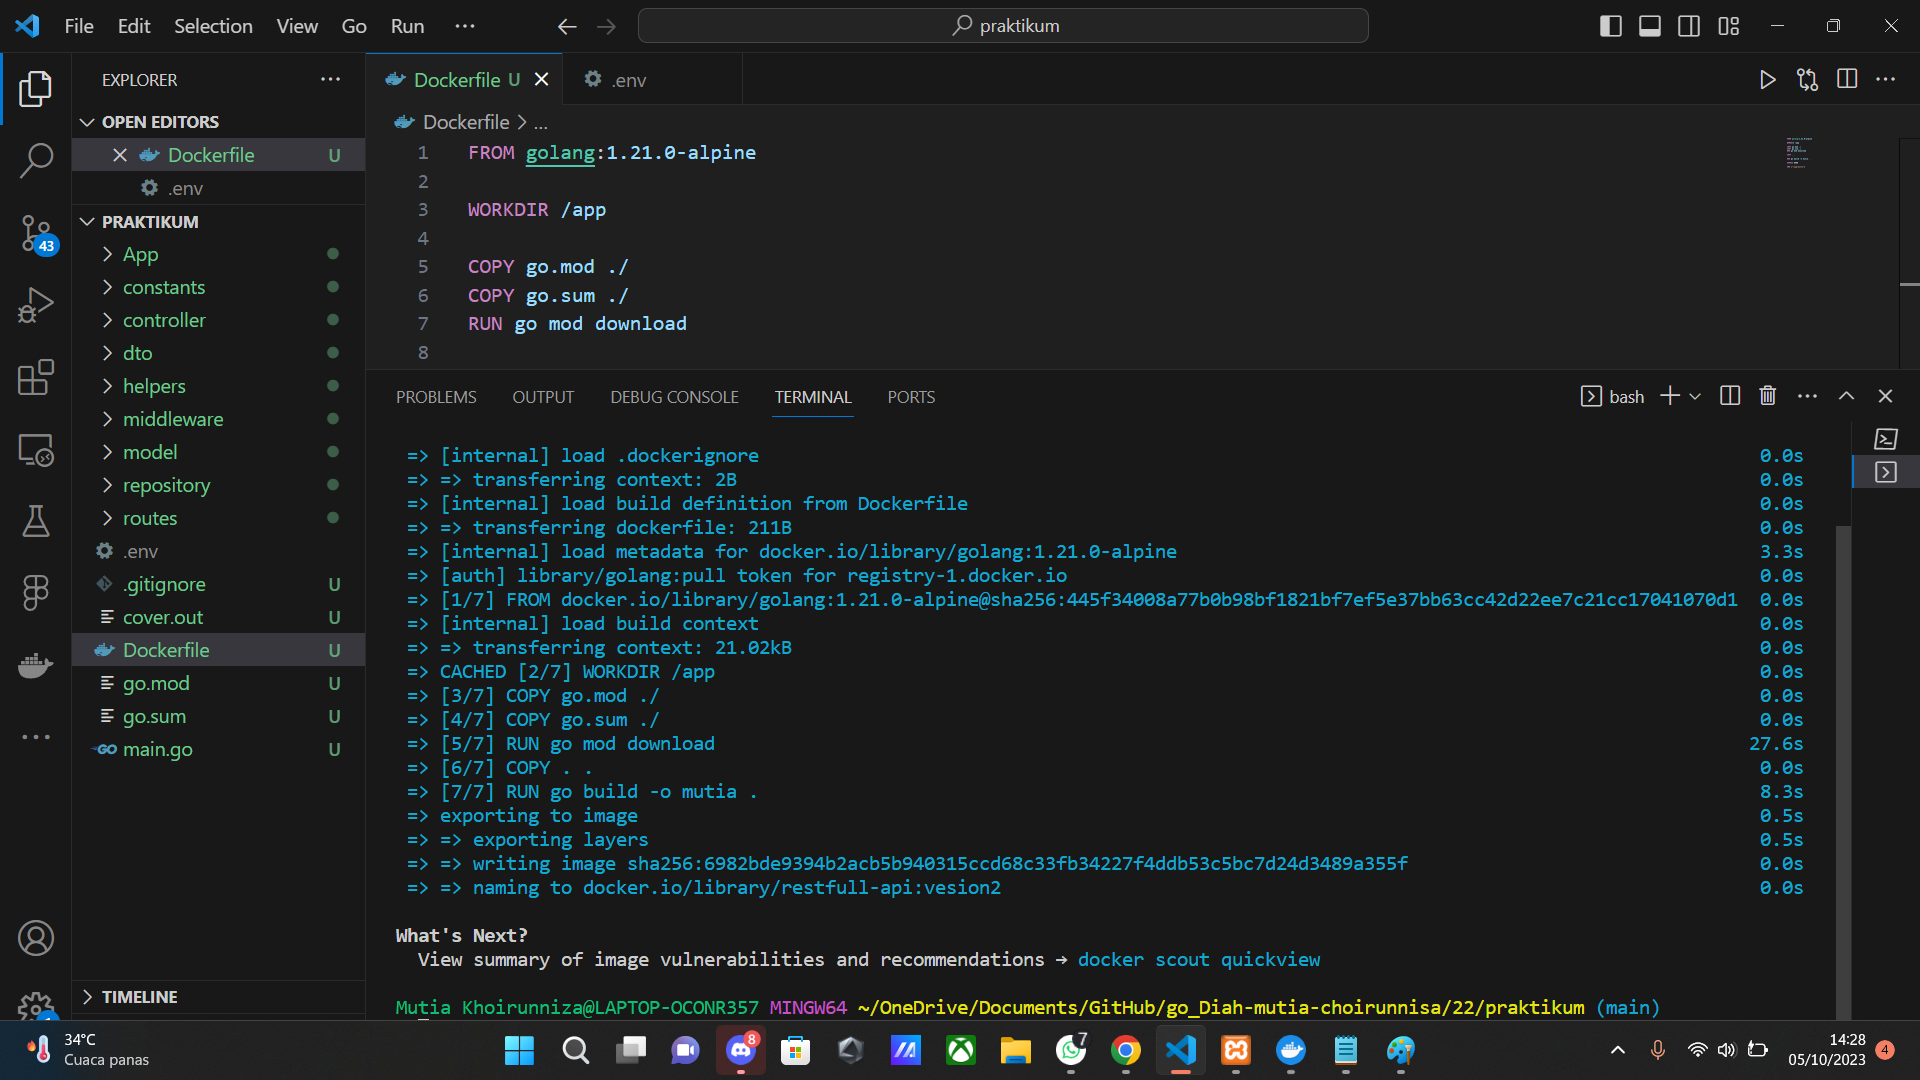 File Edit Selection View Go Run ···
praktikum
EXPLORER
OPEN EDITORS
Dockerfile U
.env
PRAKTIKUM
App
constants
controller
dto
helpers
middleware
model
repository
routes
.env
.gitignore U
cover.out U
Dockerfile U
go.mod U
go.sum U
main.go U
TIMELINE
43
Dockerfile U
.env
Dockerfile > ...
1 FROM golang:1.21.0-alpine
2
3 WORKDIR /app
4
5 COPY go.mod ./
6 COPY go.sum ./
7 RUN go mod download
8
PROBLEMS OUTPUT DEBUG CONSOLE TERMINAL PORTS
bash
=> [internal] load .dockerignore 0.0s
=> => transferring context: 2B 0.0s
=> [internal] load build definition from Dockerfile 0.0s
=> => transferring dockerfile: 211B 0.0s
=> [internal] load metadata for docker.io/library/golang:1.21.0-alpine 3.3s
=> [auth] library/golang:pull token for registry-1.docker.io 0.0s
=> [1/7] FROM docker.io/library/golang:1.21.0-alpine@sha256:445f34008a77b0b98bf1821bf7ef5e37bb63cc42d22ee7c21cc17041070d1 0.0s
=> [internal] load build context 0.0s
=> => transferring context: 21.02kB 0.0s
=> CACHED [2/7] WORKDIR /app 0.0s
=> [3/7] COPY go.mod ./ 0.0s
=> [4/7] COPY go.sum ./ 0.0s
=> [5/7] RUN go mod download 27.6s
=> [6/7] COPY . . 0.0s
=> [7/7] RUN go build -o mutia . 8.3s
=> exporting to image 0.5s
=> => exporting layers 0.5s
=> => writing image sha256:6982bde9394b2acb5b940315ccd68c33fb34227f4ddb53c5bc7d24d3489a355f 0.0s
=> => naming to docker.io/library/restfull-api:vesion2 0.0s
What's Next?
View summary of image vulnerabilities and recommendations → docker scout quickview
Mutia Khoirunniza@LAPTOP-OCONR357 MINGW64 ~/OneDrive/Documents/GitHub/go_Diah-mutia-choirunnisa/22/praktikum (main)
34°C
Cuaca panas
8
7
14:28
05/10/2023
4